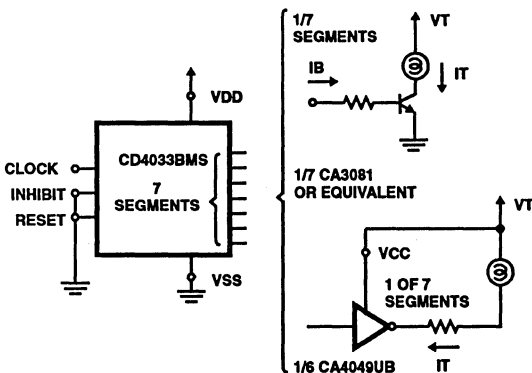 VDD
CLOCK
INHIBIT
RESET
CD4033BMS
7
SEGMENTS
VSS
1/7
SEGMENTS
VT
IB
IT
1/7 CA3081
OR EQUIVALENT
VT
VCC
1 OF 7
SEGMENTS
IT
1/6 CA4049UB